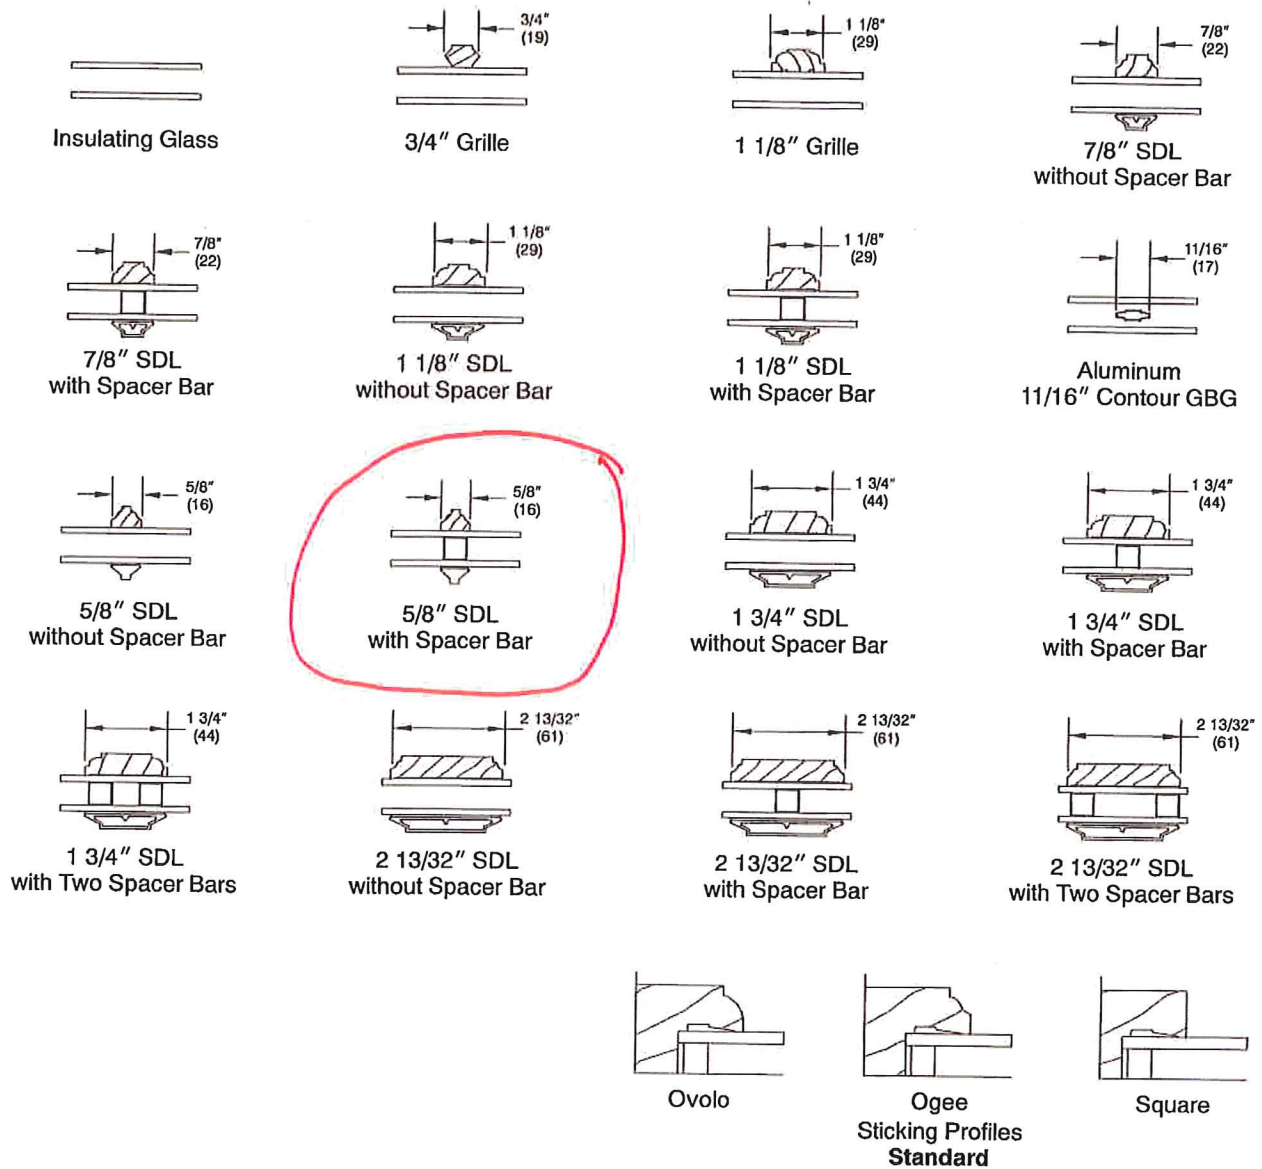 3/4"
(19)
1 1/8"
(29)
7/8"
(22)
Insulating Glass
3/4" Grille
1 1/8" Grille
7/8" SDL
without Spacer Bar
7/8"
(22)
1 1/8"
(29)
1 1/8"
(29)
11/16"
(17)
7/8" SDL
with Spacer Bar
1 1/8" SDL
without Spacer Bar
1 1/8" SDL
with Spacer Bar
Aluminum
11/16" Contour GBG
5/8"
(16)
5/8"
(16)
1 3/4"
(44)
1 3/4"
(44)
5/8" SDL
without Spacer Bar
5/8" SDL
with Spacer Bar
1 3/4" SDL
without Spacer Bar
1 3/4" SDL
with Spacer Bar
1 3/4"
(44)
2 13/32"
(61)
2 13/32"
(61)
2 13/32"
(61)
1 3/4" SDL
with Two Spacer Bars
2 13/32" SDL
without Spacer Bar
2 13/32" SDL
with Spacer Bar
2 13/32" SDL
with Two Spacer Bars
Ovolo
Ogee
Sticking Profiles
Standard
Square